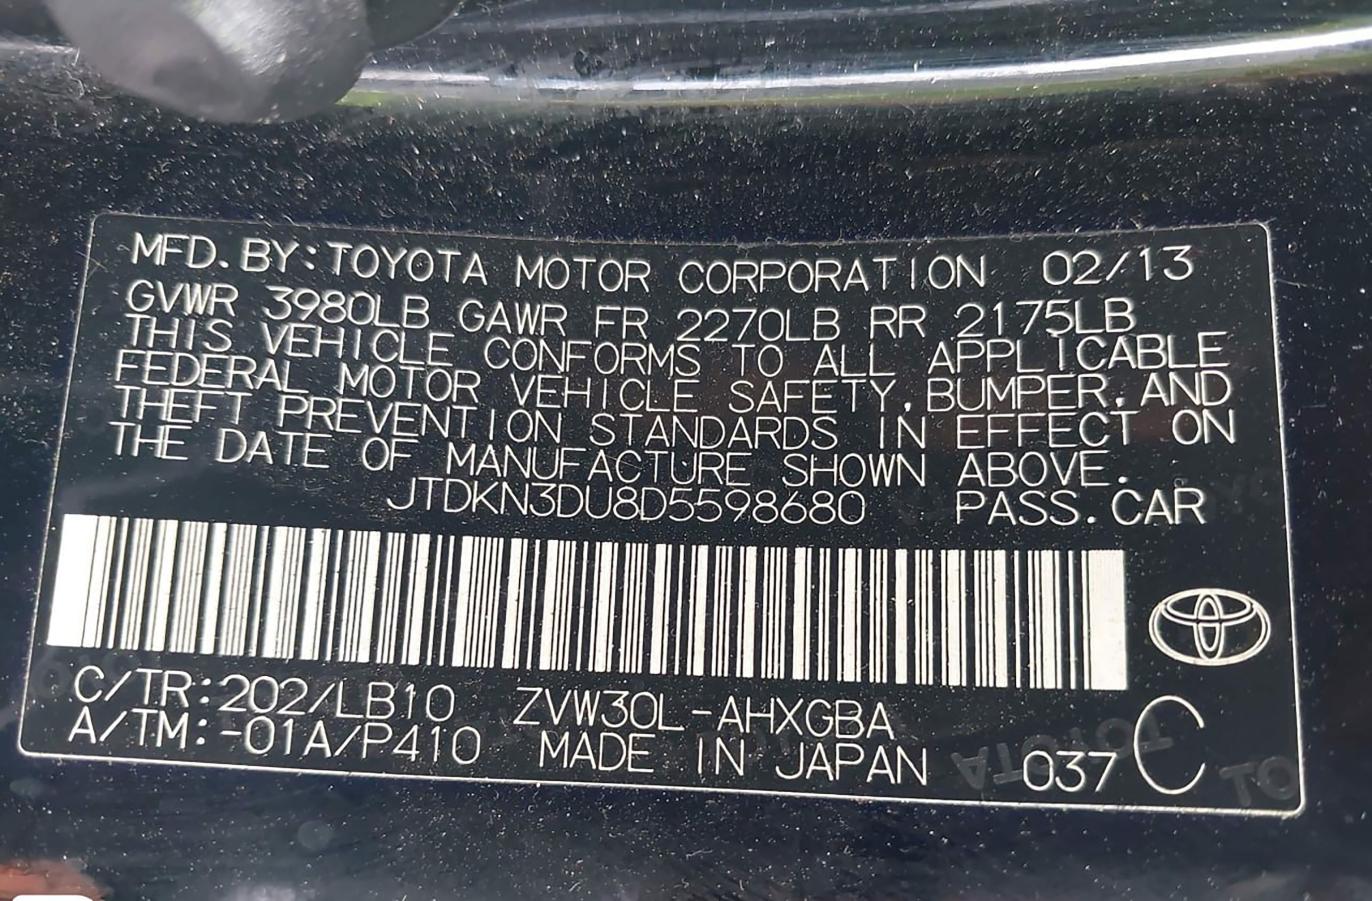 MFD.BY:TOYOTA MOTOR CORPORATION 02/13
GVWR 3980LB GAWR FR 2270LB RR 2175LB
THIS VEHICLE CONFORMS TO ALL APPLICABLE
FEDERAL MOTOR VEHICLE SAFETY,BUMPER,AND
THEFT PREVENTION STANDARDS IN EFFECT ON
THE DATE OF MANUFACTURE SHOWN ABOVE.
JTDKN3DU8D5598680 PASS.CAR
C/TR:202/LB10 ZVW30L-AHXGBA
A/TM:-01A/P410 MADE IN JAPAN 037 C
TOYOTA
TO